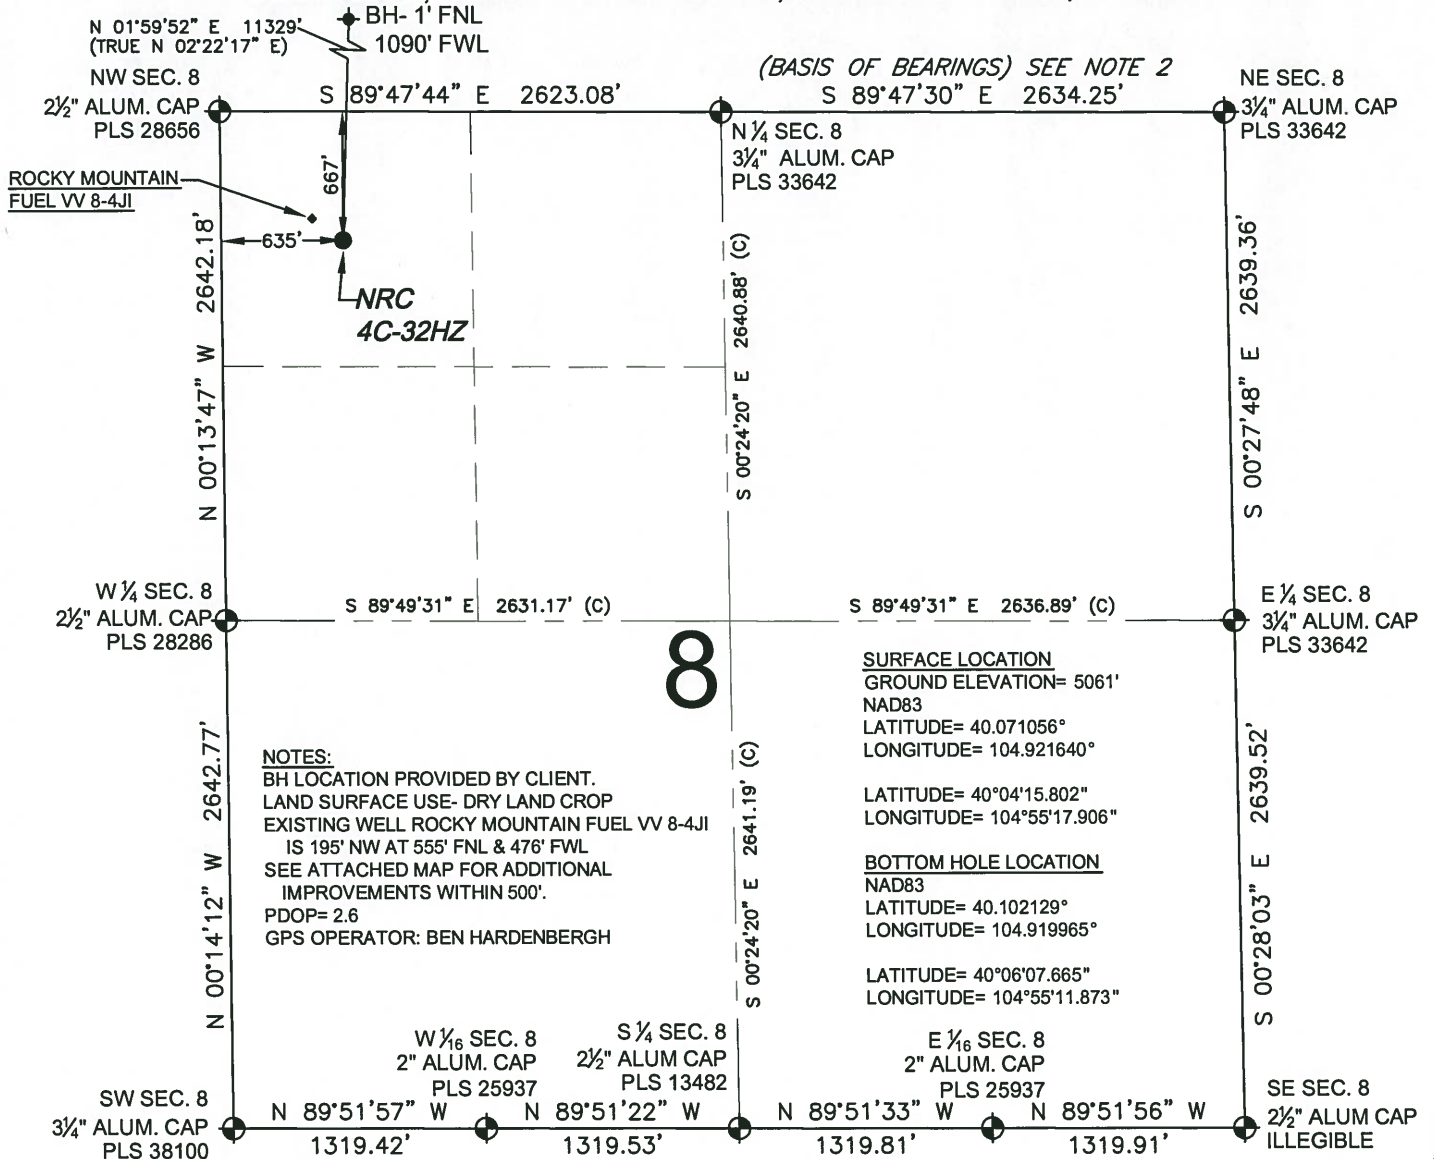 N 01°59'52" E 11329'
(TRUE N 02°22'17" E)
BH- 1' FNL
1090' FWL
(BASIS OF BEARINGS) SEE NOTE 2
NW SEC. 8
2½" ALUM. CAP
PLS 28656
S 89°47'44" E 2623.08'
S 89°47'30" E 2634.25'
NE SEC. 8
3¼" ALUM. CAP
PLS 33642
N ¼ SEC. 8
3¼" ALUM. CAP
PLS 33642
ROCKY MOUNTAIN
FUEL VV 8-4JI
667'
635'
NRC
4C-32HZ
N 00°13'47" W 2642.18'
S 00°24'20" E 2640.88' (C)
S 00°27'48" E 2639.36'
W ¼ SEC. 8
2½" ALUM. CAP
PLS 28286
S 89°49'31" E 2631.17' (C)
S 89°49'31" E 2636.89' (C)
E ¼ SEC. 8
3¼" ALUM. CAP
PLS 33642
8
SURFACE LOCATION
GROUND ELEVATION= 5061'
NAD83
LATITUDE= 40.071056°
LONGITUDE= 104.921640°
LATITUDE= 40°04'15.802"
LONGITUDE= 104°55'17.906"
BOTTOM HOLE LOCATION
NAD83
LATITUDE= 40.102129°
LONGITUDE= 104.919965°
LATITUDE= 40°06'07.665"
LONGITUDE= 104°55'11.873"
NOTES:
BH LOCATION PROVIDED BY CLIENT.
LAND SURFACE USE- DRY LAND CROP
EXISTING WELL ROCKY MOUNTAIN FUEL VV 8-4JI
IS 195' NW AT 555' FNL & 476' FWL
SEE ATTACHED MAP FOR ADDITIONAL
IMPROVEMENTS WITHIN 500'.
PDOP= 2.6
GPS OPERATOR: BEN HARDENBERGH
N 00°14'12" W 2642.77'
S 00°24'20" E 2641.19' (C)
S 00°28'03" E 2639.52'
W 1⁄16 SEC. 8
2" ALUM. CAP
PLS 25937
S ¼ SEC. 8
2½" ALUM CAP
PLS 13482
E 1⁄16 SEC. 8
2" ALUM. CAP
PLS 25937
SW SEC. 8
3¼" ALUM. CAP
PLS 38100
N 89°51'57" W
1319.42'
N 89°51'22" W
1319.53'
N 89°51'33" W
1319.81'
N 89°51'56" W
1319.91'
SE SEC. 8
2½" ALUM CAP
ILLEGIBLE